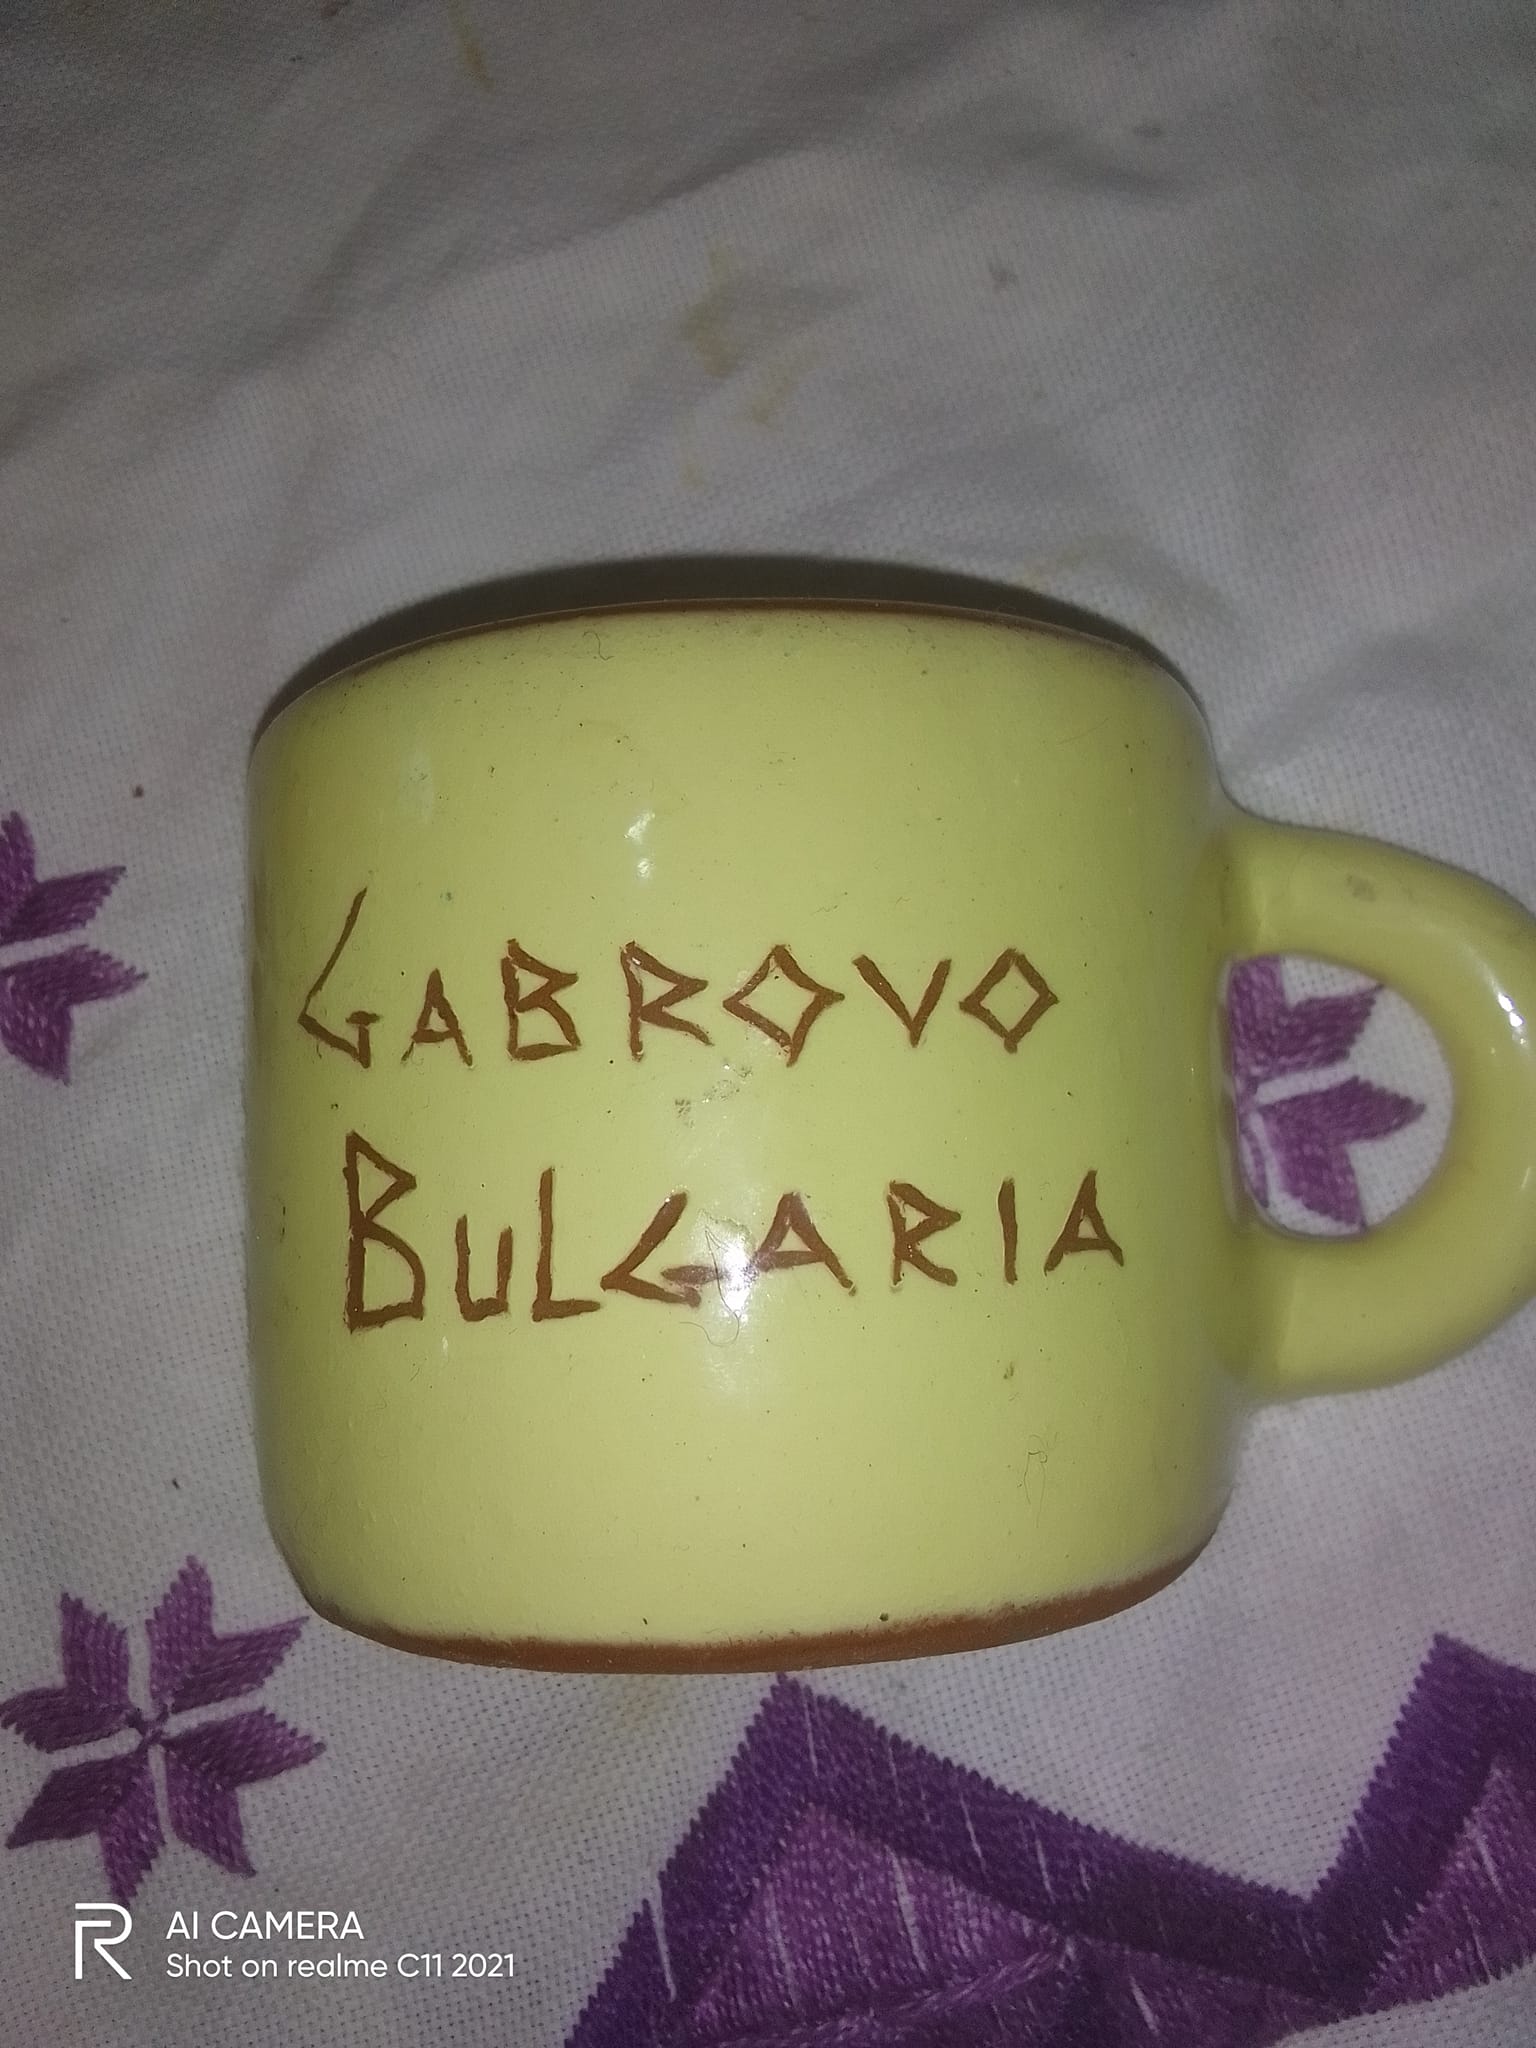 GABROVO
BULGARIA
AI CAMERA
Shot on realme C11 2021